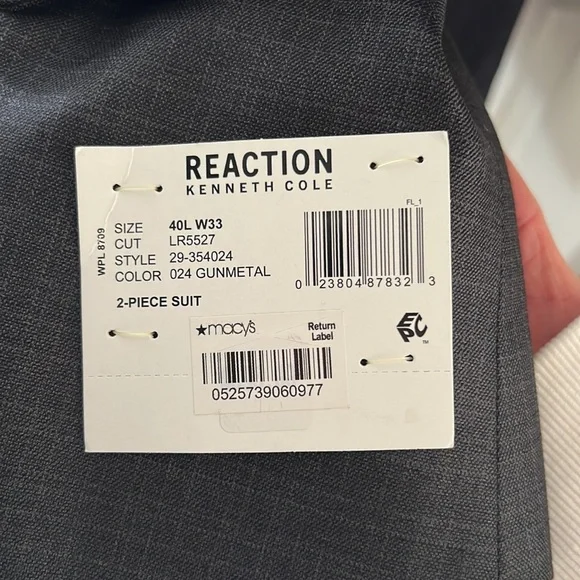 REACTION
KENNETH COLE
WPL 8709
SIZE 40L W33
CUT LR5527
STYLE 29-354024
COLOR 024 GUNMETAL
2-PIECE SUIT
FL_1
0 23804 87832 3
EPC™
★macy's
Return
Label
0525739060977